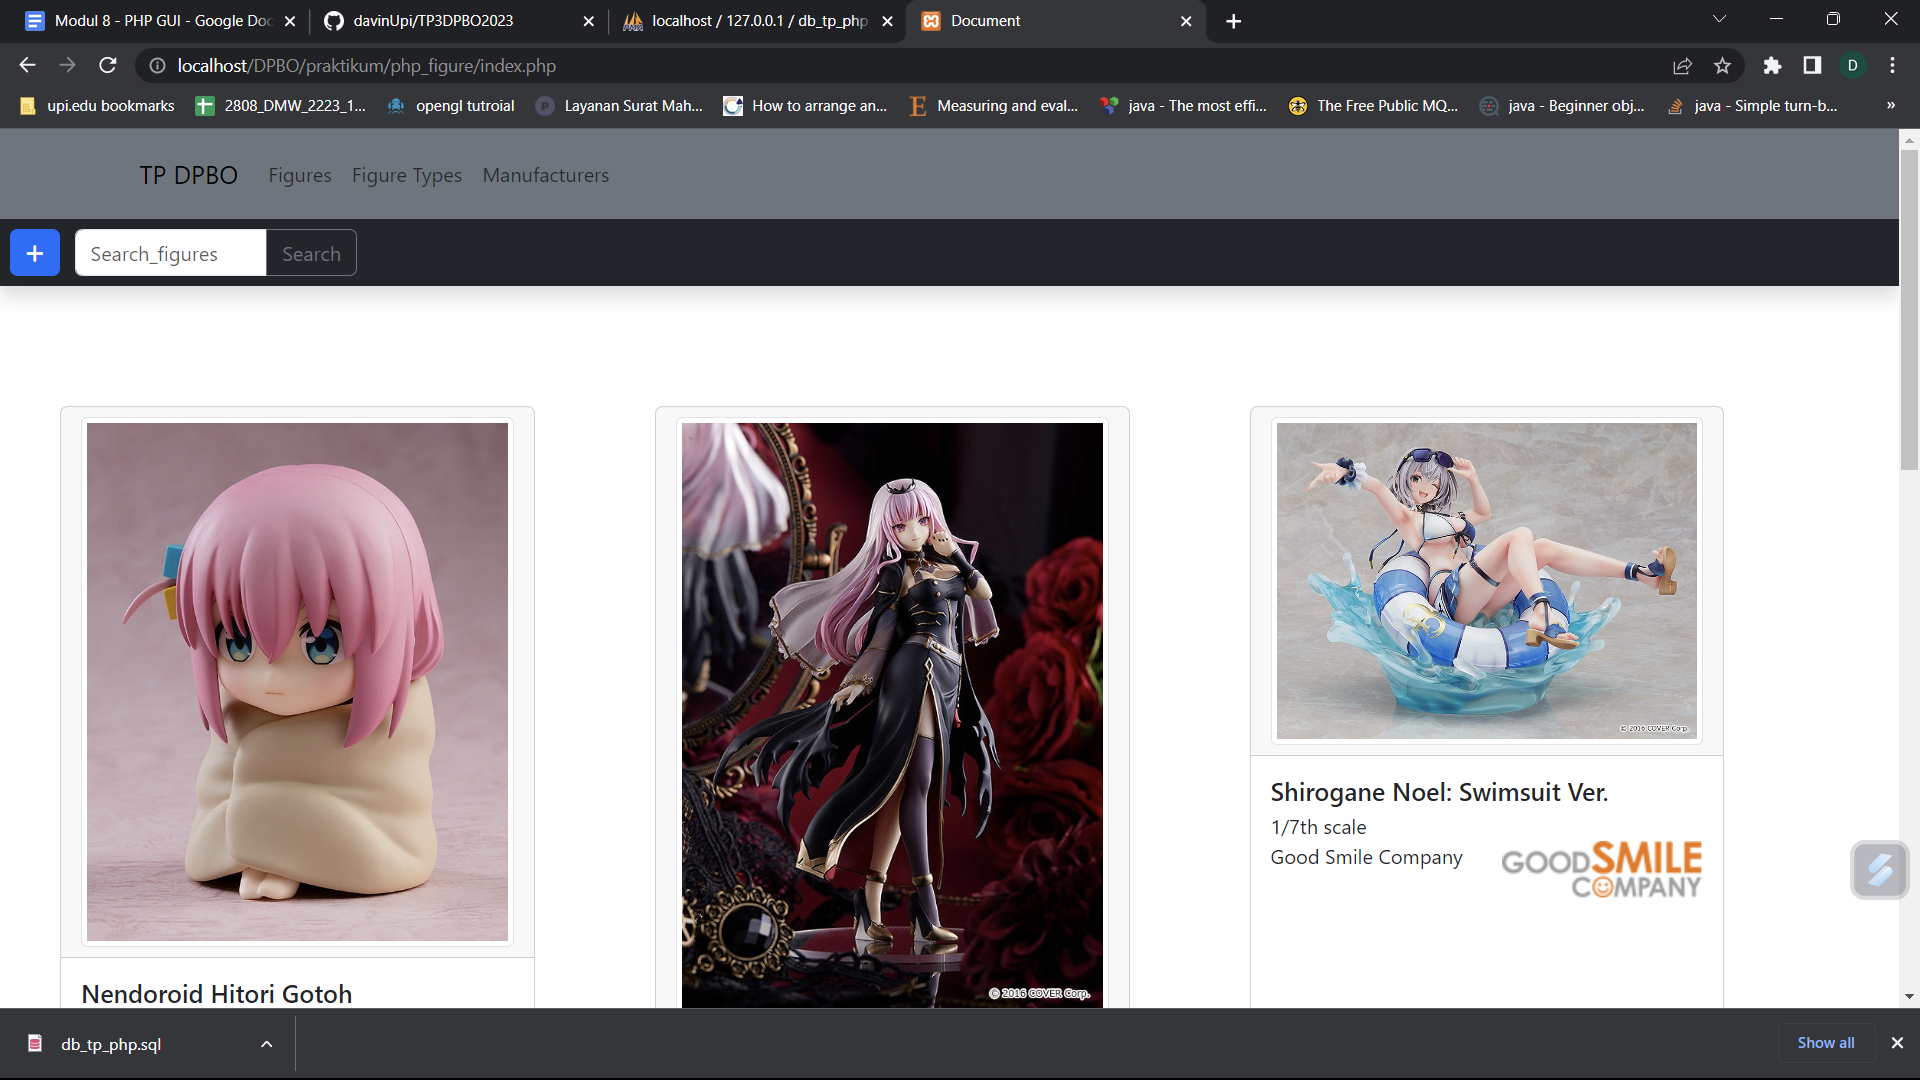 Modul 8 - PHP GUI - Google Doc
davinUpi/TP3DPBO2023
localhost / 127.0.0.1 / db_tp_php
Document
localhost/DPBO/praktikum/php_figure/index.php
D
upi.edu bookmarks
2808_DMW_2223_1...
opengl tutroial
P
Layanan Surat Mah...
How to arrange an...
E
Measuring and eval...
java - The most effi...
The Free Public MQ...
java - Beginner obj...
java - Simple turn-b...
»
TP DPBO
Figures
Figure Types
Manufacturers
+
Search_figures
Search
© 2016 COVER Corp.
Shirogane Noel: Swimsuit Ver.
1/7th scale
Good Smile Company
GOODSMILE
COMPANY
Nendoroid Hitori Gotoh
© 2016 COVER Corp.
db_tp_php.sql
Show all